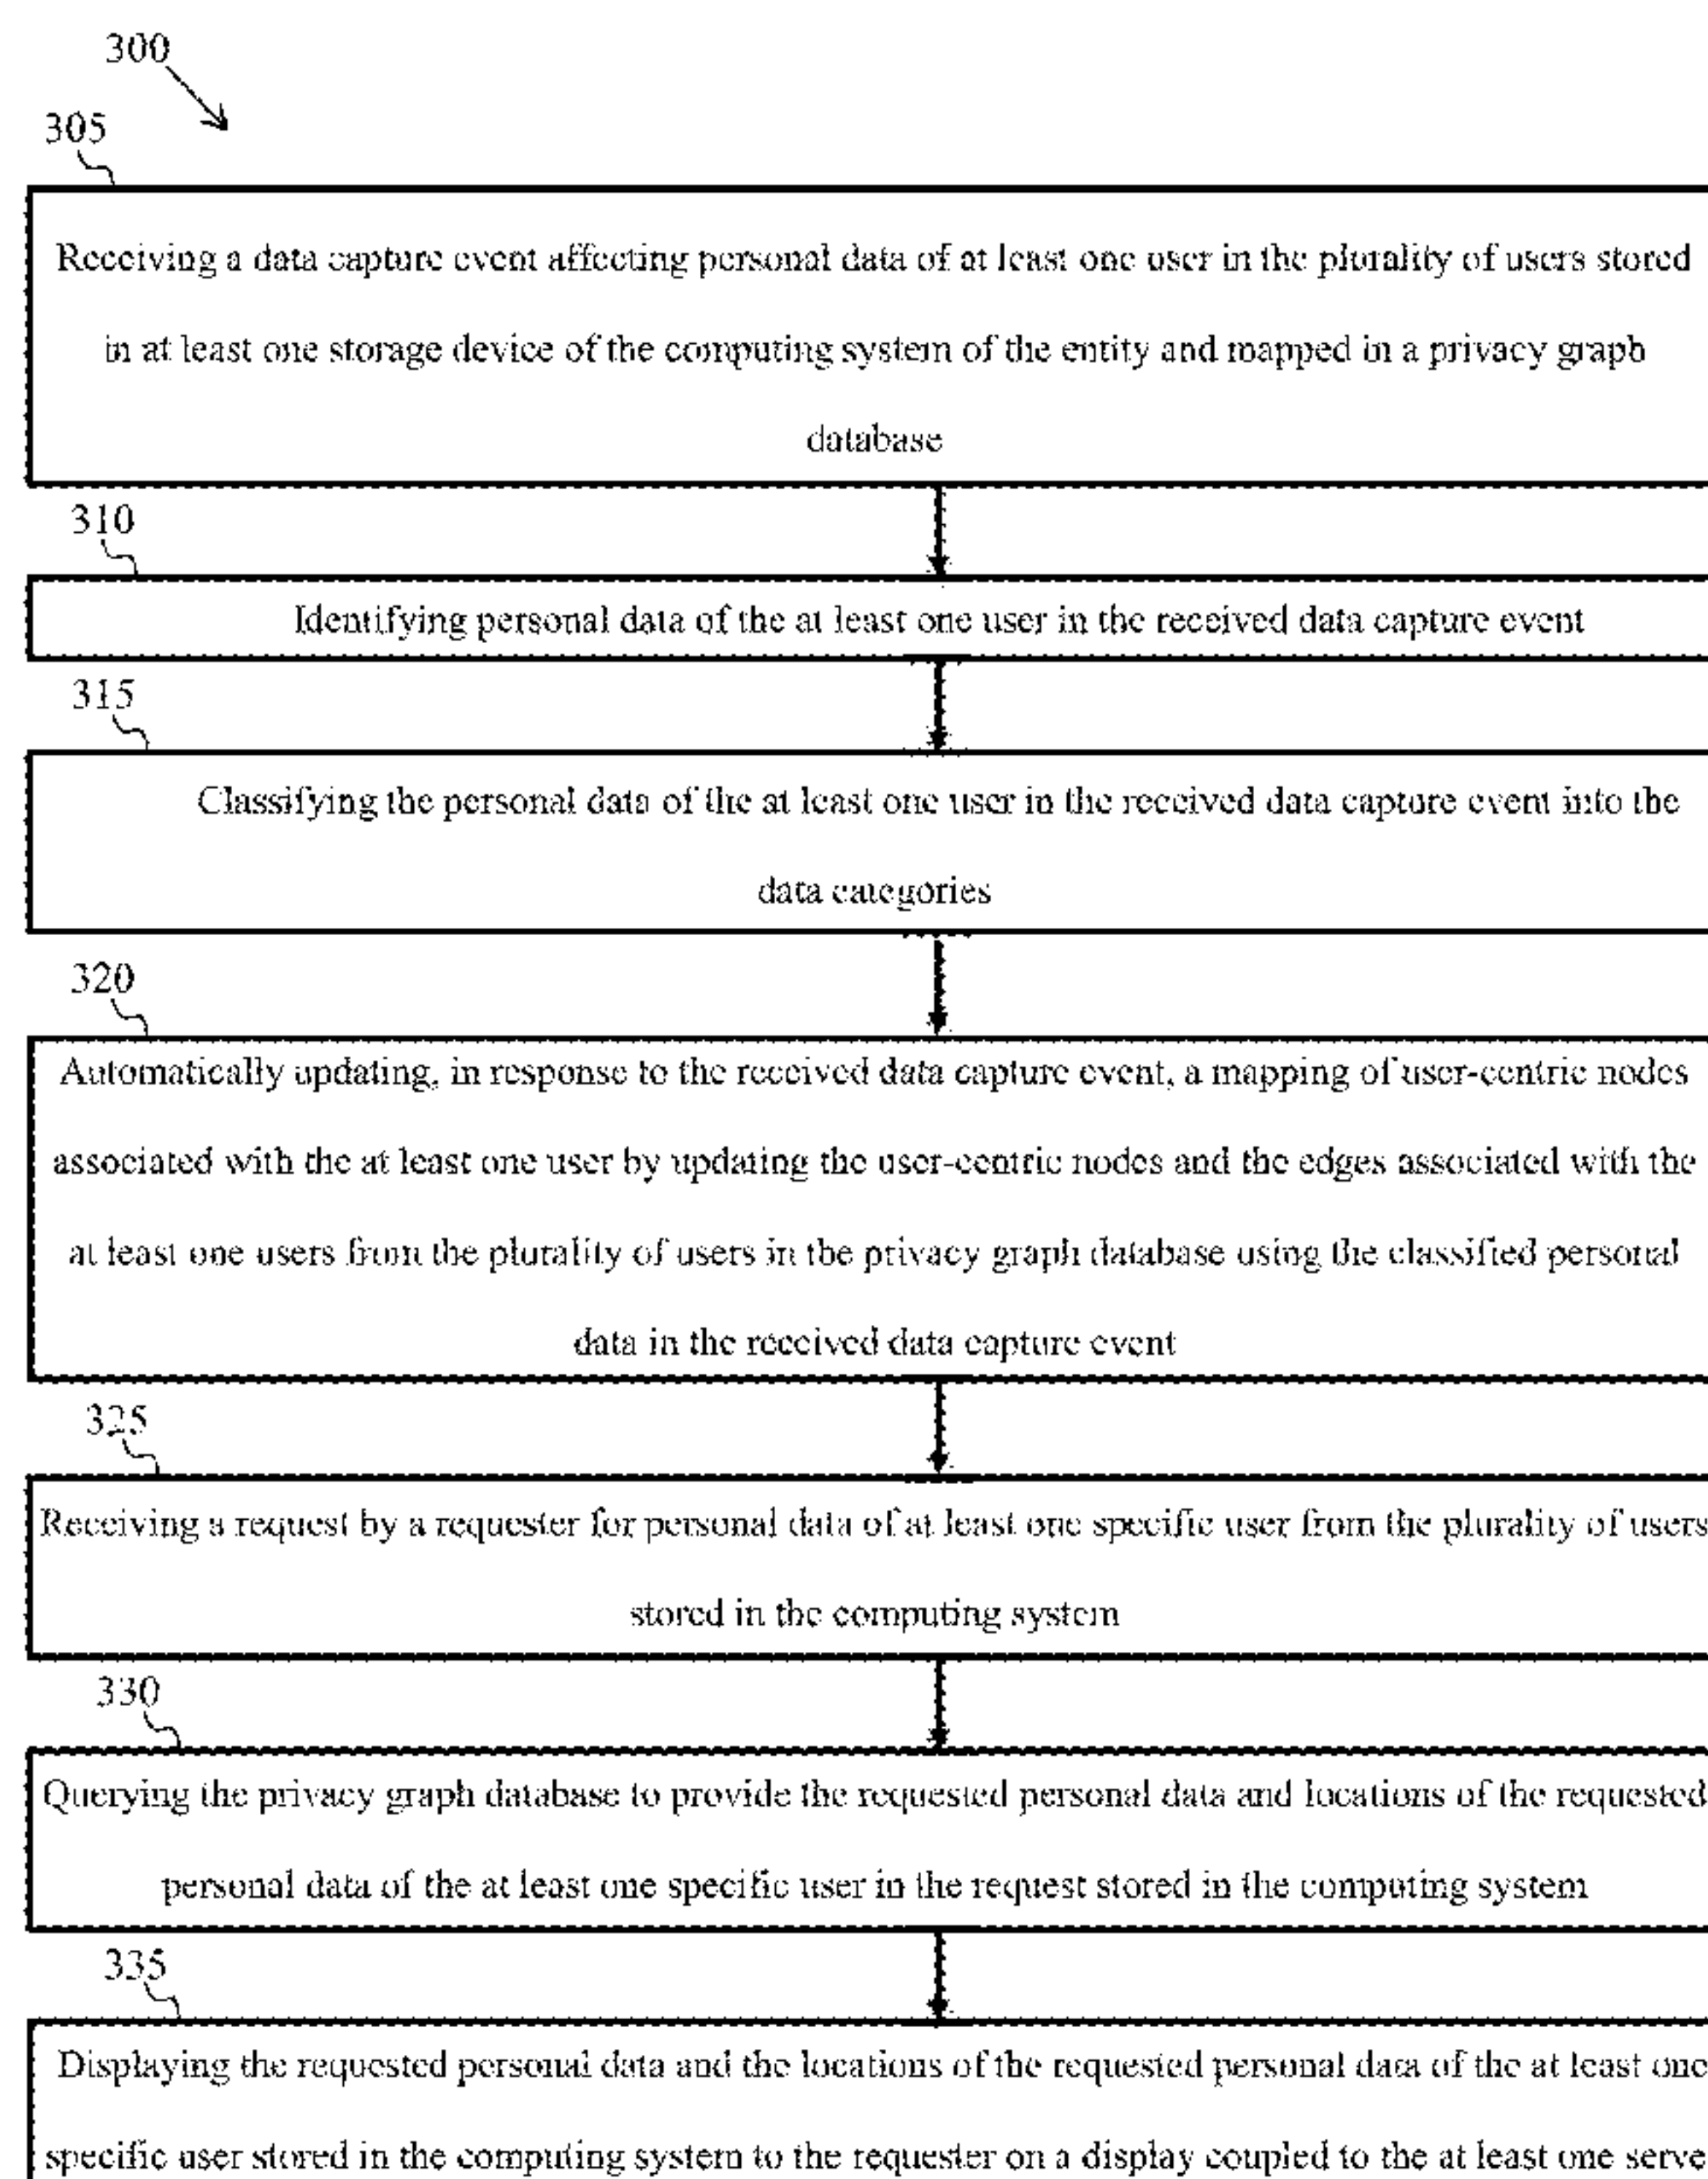 300
305
Receiving a data capture event affecting personal data of at least one user in the plurality of users stored
in at least one storage device of the computing system of the entity and mapped in a privacy graph
database
310
Identifying personal data of the at least one user in the received data capture event
315
Classifying the personal data of the at least one user in the received data capture event into the
data categories
320
Automatically updating, in response to the received data capture event, a mapping of user-centric nodes
associated with the at least one user by updating the user-centric nodes and the edges associated with the
at least one users from the plurality of users in the privacy graph database using the classified personal
data in the received data capture event
325
Receiving a request by a requester for personal data of at least one specific user from the plurality of users
stored in the computing system
330
Querying the privacy graph database to provide the requested personal data and locations of the requested
personal data of the at least one specific user in the request stored in the computing system
335
Displaying the requested personal data and the locations of the requested personal data of the at least one
specific user stored in the computing system to the requester on a display coupled to the at least one serve